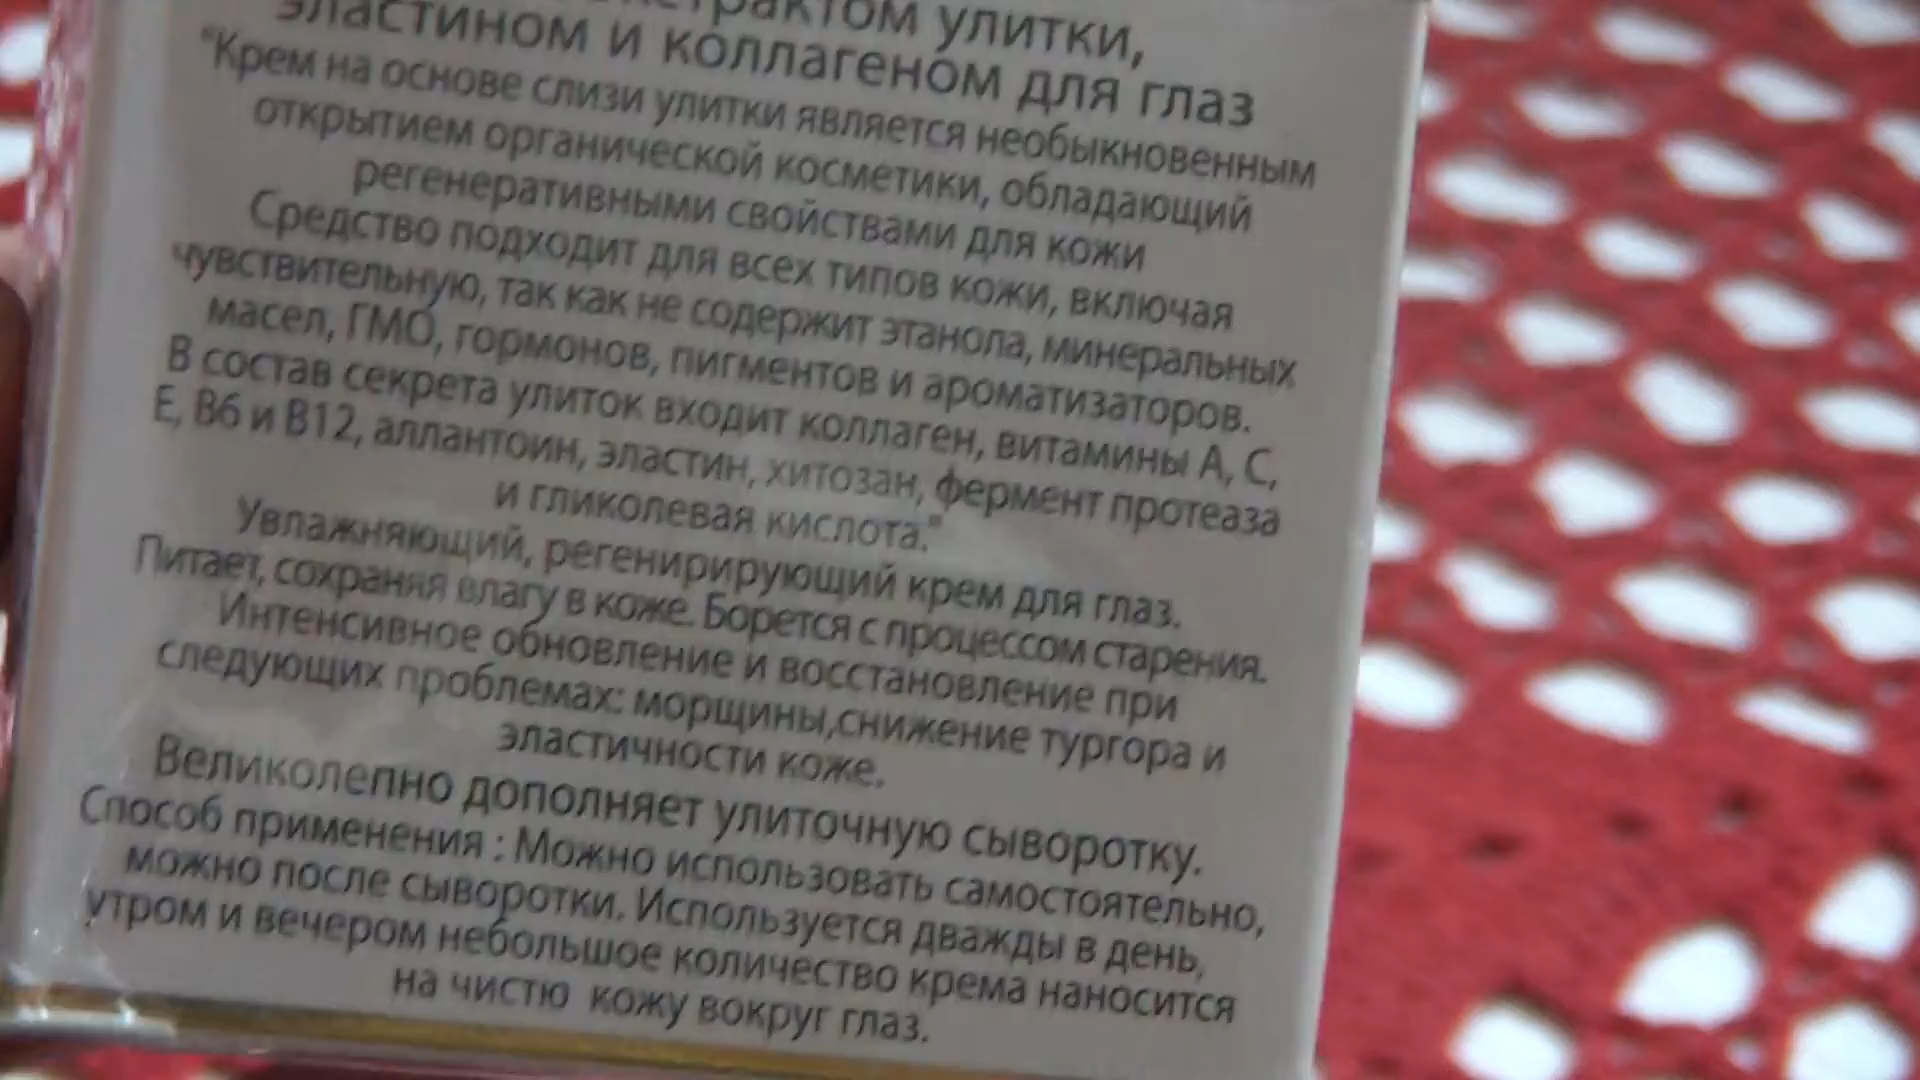 экстрактом улитки,
эластином и коллагеном для глаз
"Крем на основе слизи улитки является необыкновенным
открытием органической косметики, обладающий
регенеративными свойствами для кожи
Средство подходит для всех типов кожи, включая
чувствительную, так как не содержит этанола, минеральных
масел, ГМО, гормонов, пигментов и ароматизаторов.
В состав секрета улиток входит коллаген, витамины А, С,
Е, В6 и В12, аллантоин, эластин, хитозан, фермент протеаза
и гликолевая кислота."
Увлажняющий, регенирирующий крем для глаз.
Питает, сохраняя влагу в коже. Борется с процессом старения.
Интенсивное обновление и восстановление при
следующих проблемах: морщины,снижение тургора и
эластичности коже.
Великолепно дополняет улиточную сыворотку.
Способ применения : Можно использовать самостоятельно,
можно после сыворотки. Используется дважды в день,
утром и вечером небольшое количество крема наносится
на чистю кожу вокруг глаз.